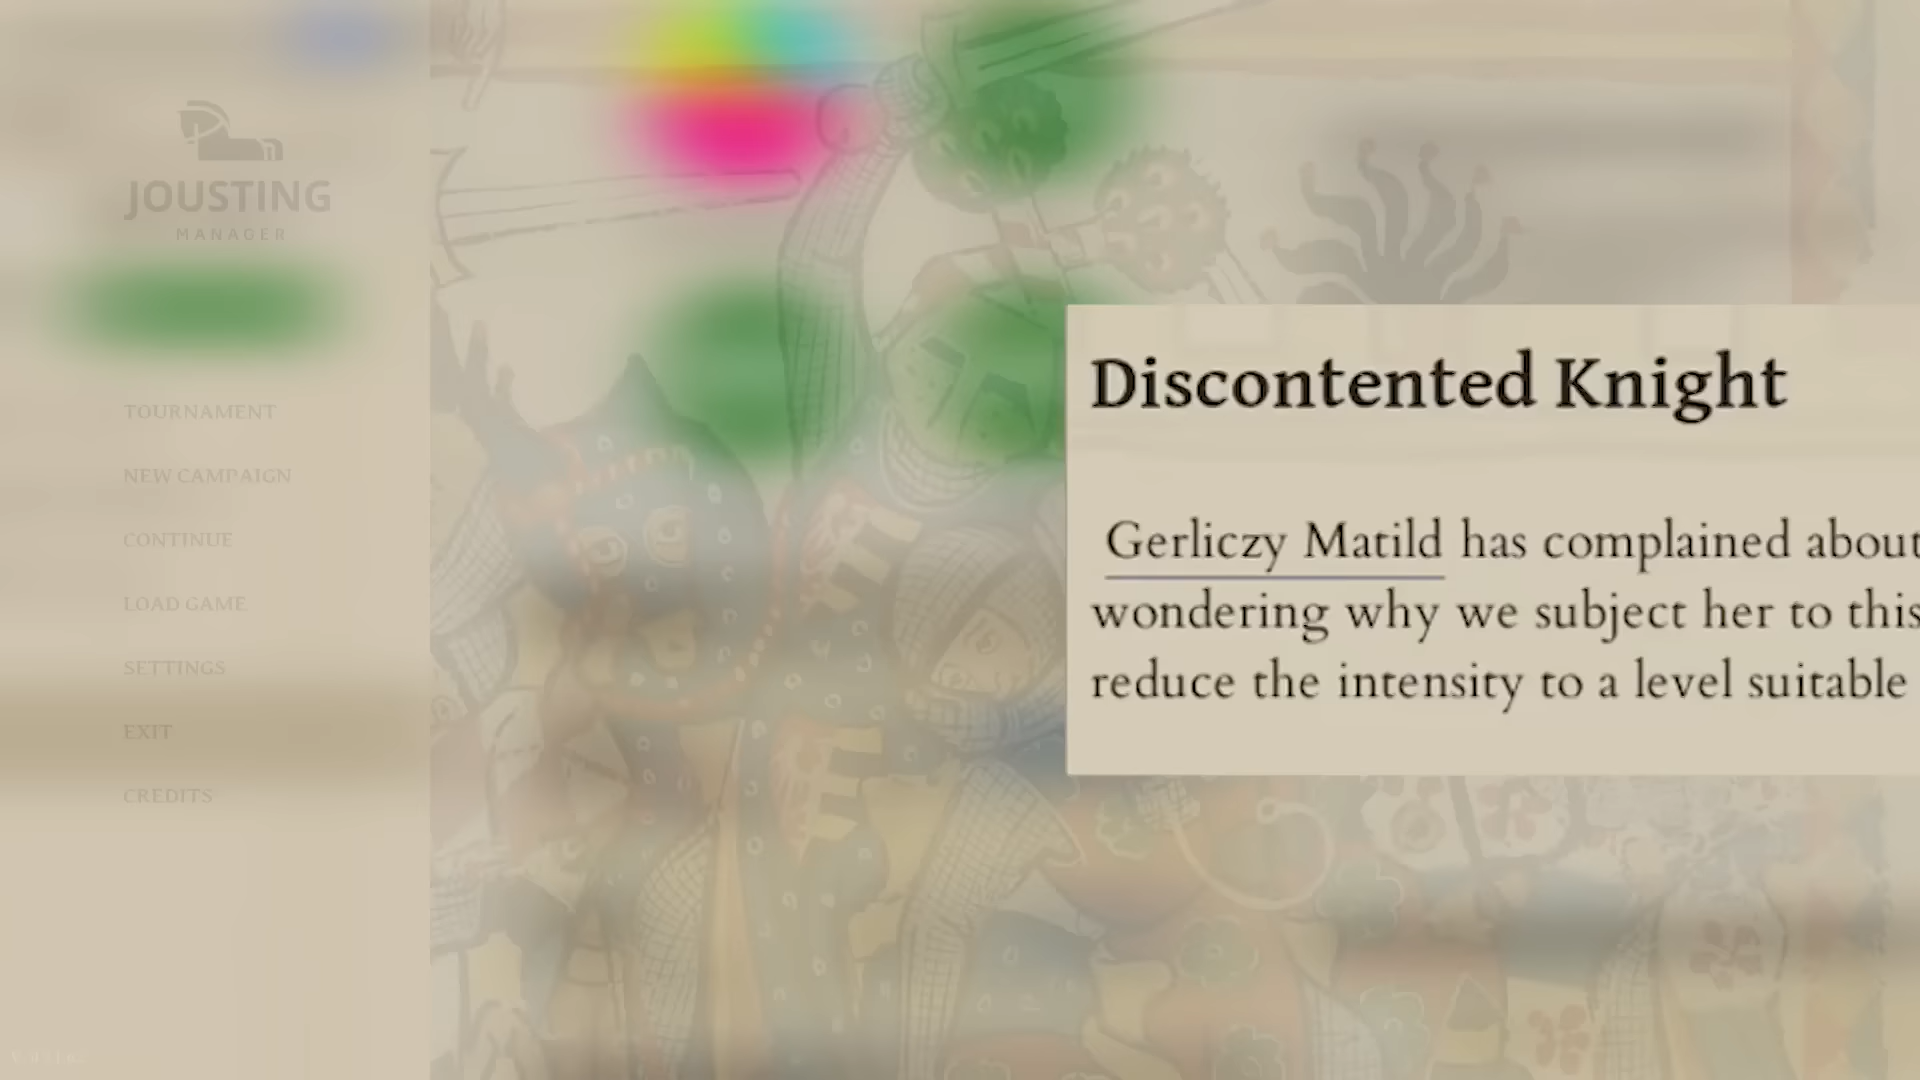 JOUSTING
MANAGER
TOURNAMENT
NEW CAMPAIGN
CONTINUE
LOAD GAME
SETTINGS
EXIT
CREDITS
Discontented Knight
Gerliczy Matild has complained about
wondering why we subject her to this
reduce the intensity to a level suitable